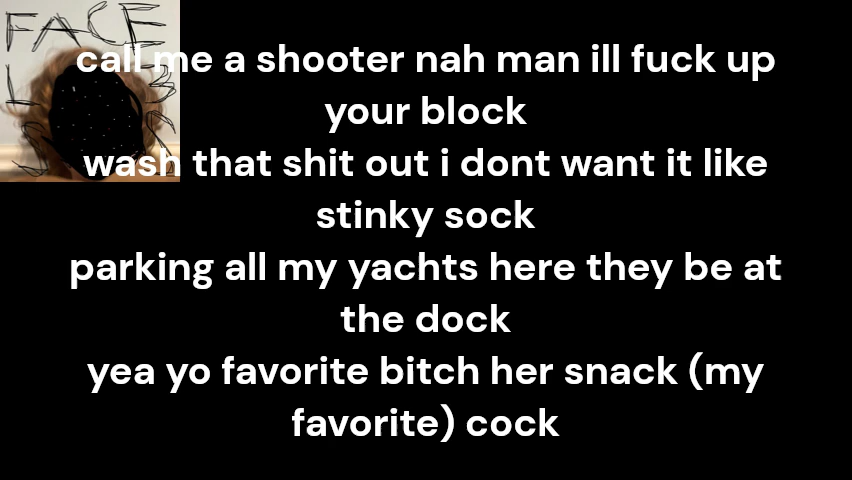 FACE
call me a shooter nah man ill fuck up
your block
wash that shit out i dont want it like
stinky sock
parking all my yachts here they be at
the dock
yea yo favorite bitch her snack (my
favorite) cock